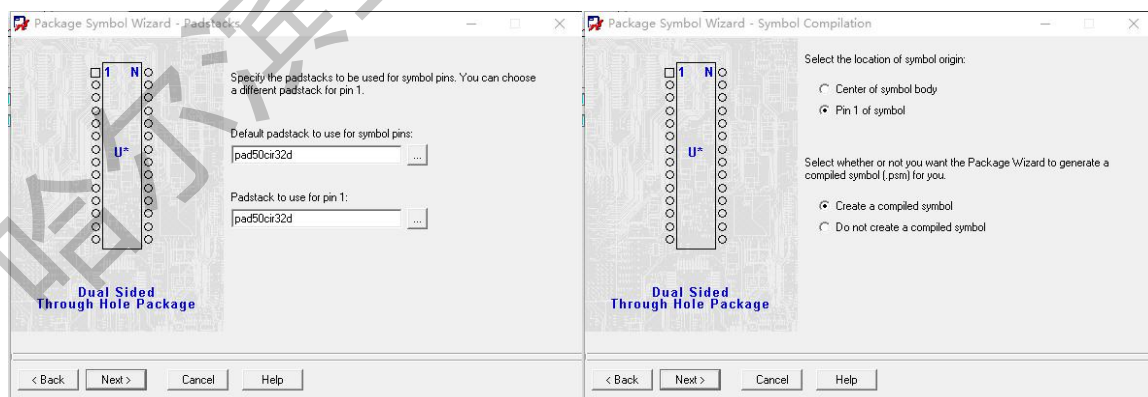 Package Symbol Wizard - Padstacks
1 N
U*
Dual Sided
Through Hole Package
Specify the padstacks to be used for symbol pins. You can choose
a different padstack for pin 1.
Default padstack to use for symbol pins:
pad50cir32d
...
Padstack to use for pin 1:
pad50cir32d
...
< Back
Next >
Cancel
Help
Package Symbol Wizard - Symbol Compilation
1 N
U*
Dual Sided
Through Hole Package
Select the location of symbol origin:
Center of symbol body
Pin 1 of symbol
Select whether or not you want the Package Wizard to generate a
compiled symbol (.psm) for you.
Create a compiled symbol
Do not create a compiled symbol
< Back
Next >
Cancel
Help
哈尔滨